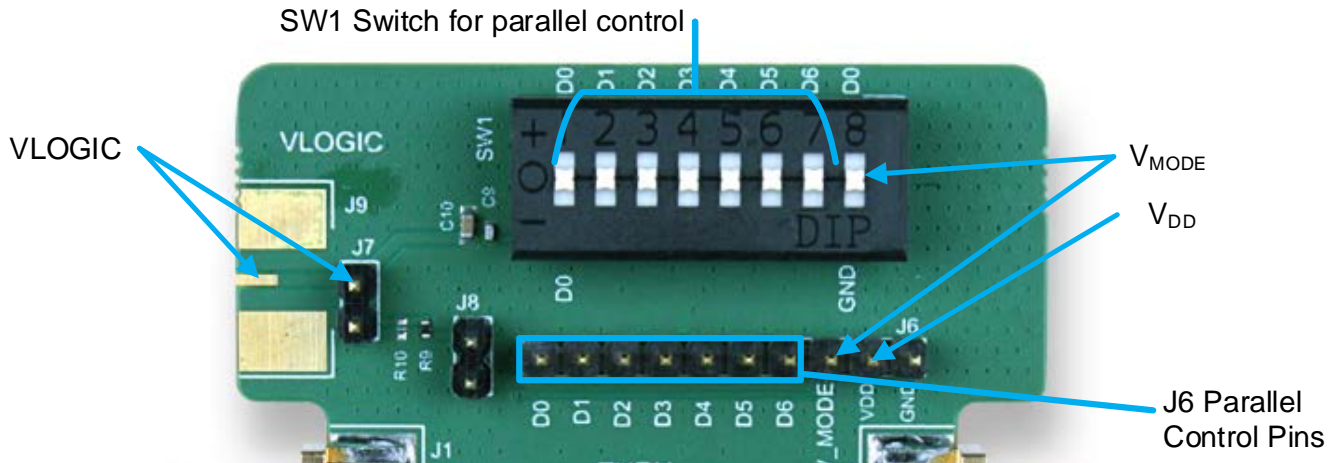 SW1 Switch for parallel control
D0 D1 D2 D3 D4 D5 D6 D0
VLOGIC
VLOGIC
SW1
+ 2 3 4 5 6 7 8
O
−
DIP
V_MODE
V_DD
J9
J7
C10
C9
D0
GND
J8
J6
R10
R9
D0 D1 D2 D3 D4 D5 D6 V_MODE VDD GND
J6 Parallel
Control Pins
J1